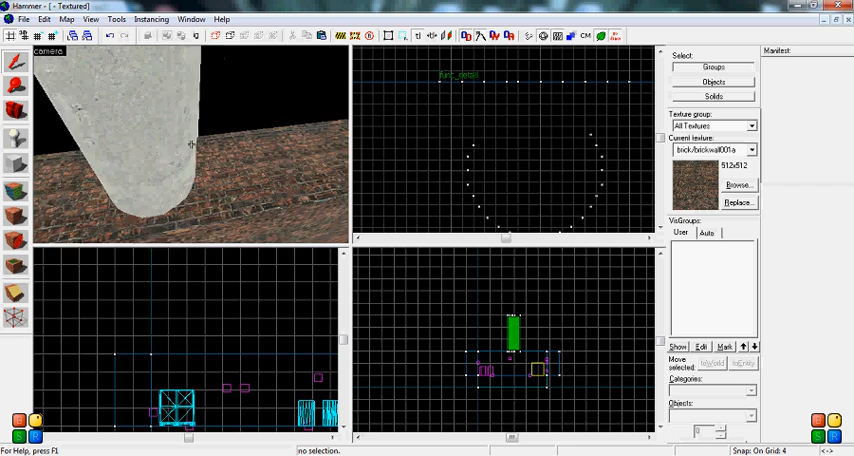 Hammer - [ - Textured]
File Edit Map Tools Instancing Window Help
CM
camera
func_detail
Select:
Groups
Objects
Solids
Texture group:
All Textures
Current texture:
brick/brickwall001a
512x512
Browse...
Replace...
VisGroups:
User Auto
Show Edit Mark
Move selected:
toWorld toEntity
Categories:
Objects:
0
Manifest:
B S R
B S R
For Help, press F1
no selection.
Snap: On Grid: 4
<->